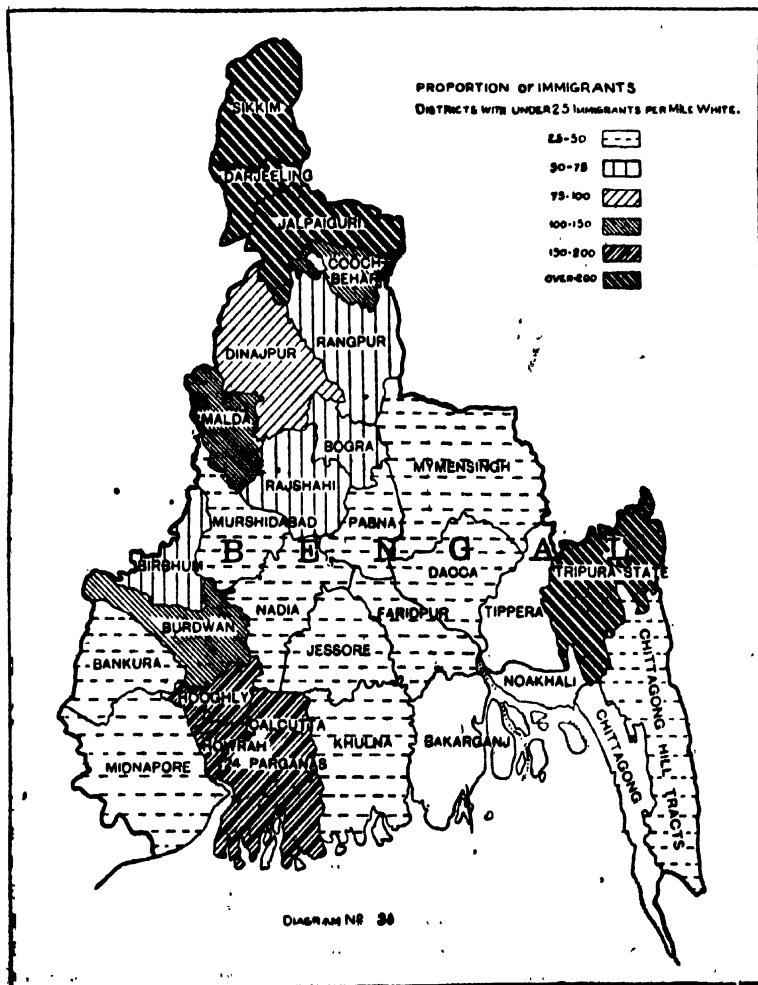 PROPORTION OF IMMIGRANTS
DISTRICTS WITH UNDER 25 IMMIGRANTS PER MILE WHITE.
25-50
50-75
75-100
100-150
150-200
OVER-200
SIKKIM
DARJEELING
JALPAIGURI
COOCH
BEHAR
DINAJPUR
RANGPUR
MALDA
BOGRA
MYMENSINGH
RAJSHAHI
MURSHIDABAD
PABNA
BENGAL
BIRBHUM
DACCA
TRIPURA STATE
NADIA
FARIDPUR
TIPPERA
BURDWAN
JESSORE
BANKURA
NOAKHALI
HOOGHLY
CALCUTTA
HOWRAH
24 PARGANAS
KHULNA
BAKARGANJ
MIDNAPORE
CHITTAGONG
CHITTAGONG HILL TRACTS
DIAGRAM NO 36